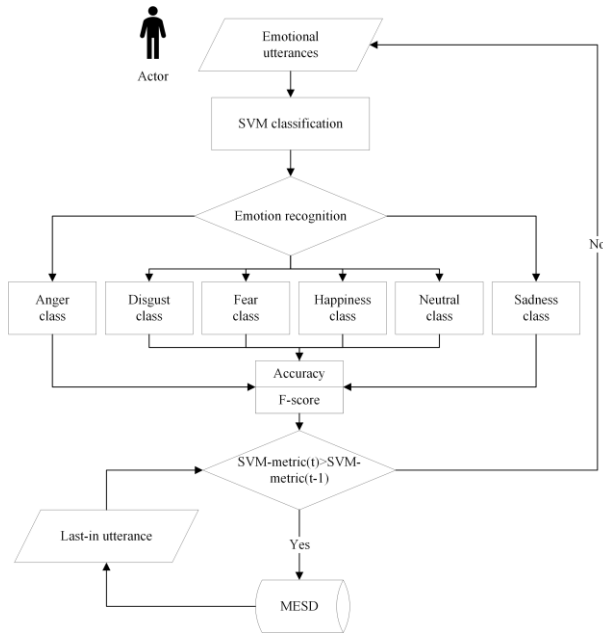 Emotional
utterances
Actor
SVM classification
Emotion recognition
No
Anger
class
Disgust
class
Fear
class
Happiness
class
Neutral
class
Sadness
class
Accuracy
F-score
SVM-metric(t)>SVM-
metric(t-1)
Last-in utterance
Yes
MESD